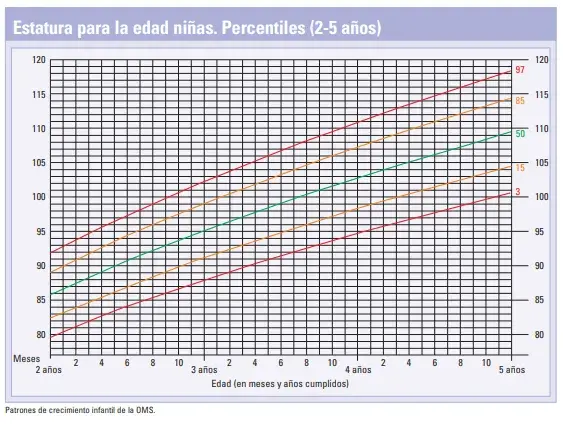 Estatura para la edad niñas. Percentiles (2-5 años)
120 120
97
115 115
85
110 110
50
105 105
15
100 100
3
95 95
90 90
85 85
80 80
Meses 2 4 6 8 10 2 4 6 8 10 2 4 6 8 10
2 años 3 años 4 años 5 años
Edad (en meses y años cumplidos)
Patrones de crecimiento infantil de la OMS.